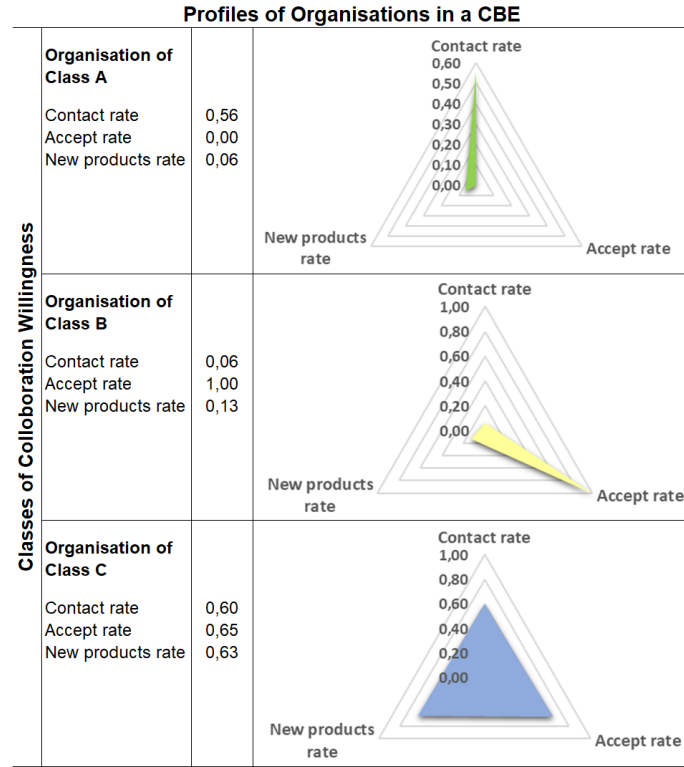 Profiles of Organisations in a CBE
Classes of Colloboration Willingness
Organisation of
Class A
Contact rate 0,56
Accept rate 0,00
New products rate 0,06
Contact rate
0,60
0,50
0,40
0,30
0,20
0,10
0,00
New products
rate
Accept rate
Organisation of
Class B
Contact rate 0,06
Accept rate 1,00
New products rate 0,13
Contact rate
1,00
0,80
0,60
0,40
0,20
0,00
New products
rate
Accept rate
Organisation of
Class C
Contact rate 0,60
Accept rate 0,65
New products rate 0,63
Contact rate
1,00
0,80
0,60
0,40
0,20
0,00
New products
rate
Accept rate